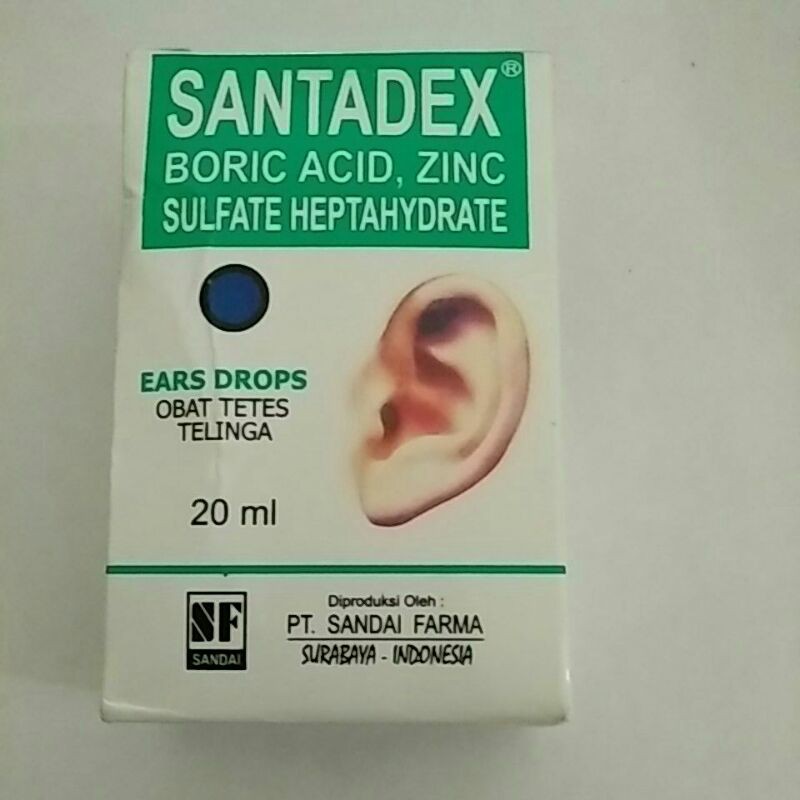 SANTADEX®
BORIC ACID, ZINC
SULFATE HEPTAHYDRATE
EARS DROPS
OBAT TETES
TELINGA
20 ml
SF
SANDAI
Diproduksi Oleh :
PT. SANDAI FARMA
SURABAYA - INDONESIA